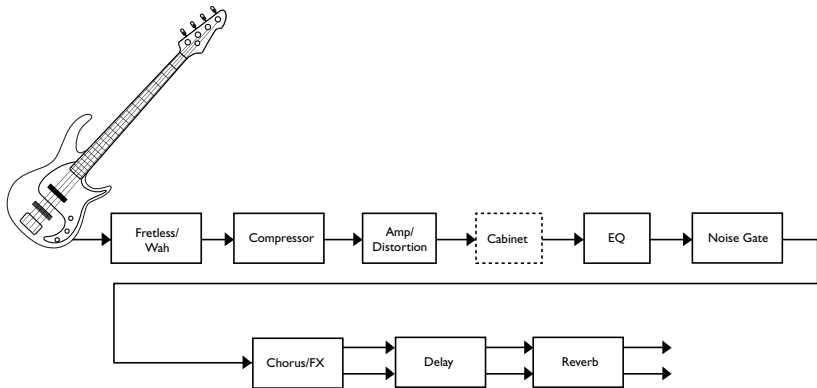 Fretless/
Wah
Compressor
Amp/
Distortion
Cabinet
EQ
Noise Gate
Chorus/FX
Delay
Reverb